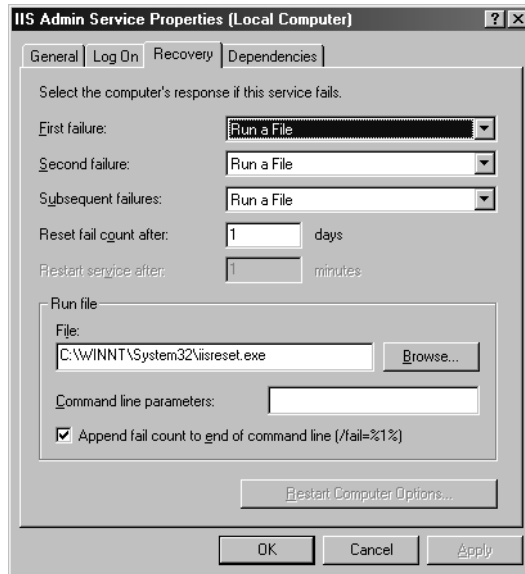 IIS Admin Service Properties (Local Computer)
General Log On Recovery Dependencies
Select the computer's response if this service fails.
First failure: Run a File
Second failure: Run a File
Subsequent failures: Run a File
Reset fail count after: 1 days
Restart service after: 1 minutes
Run file
File:
C:\WINNT\System32\iisreset.exe Browse...
Command line parameters:
Append fail count to end of command line (/fail=%1%)
Restart Computer Options...
OK Cancel Apply